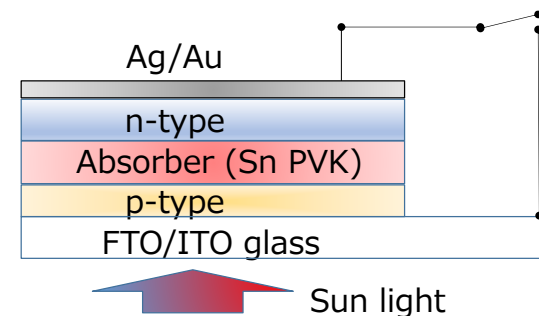 Ag/Au
n-type
Absorber (Sn PVK)
p-type
FTO/ITO glass
Sun light